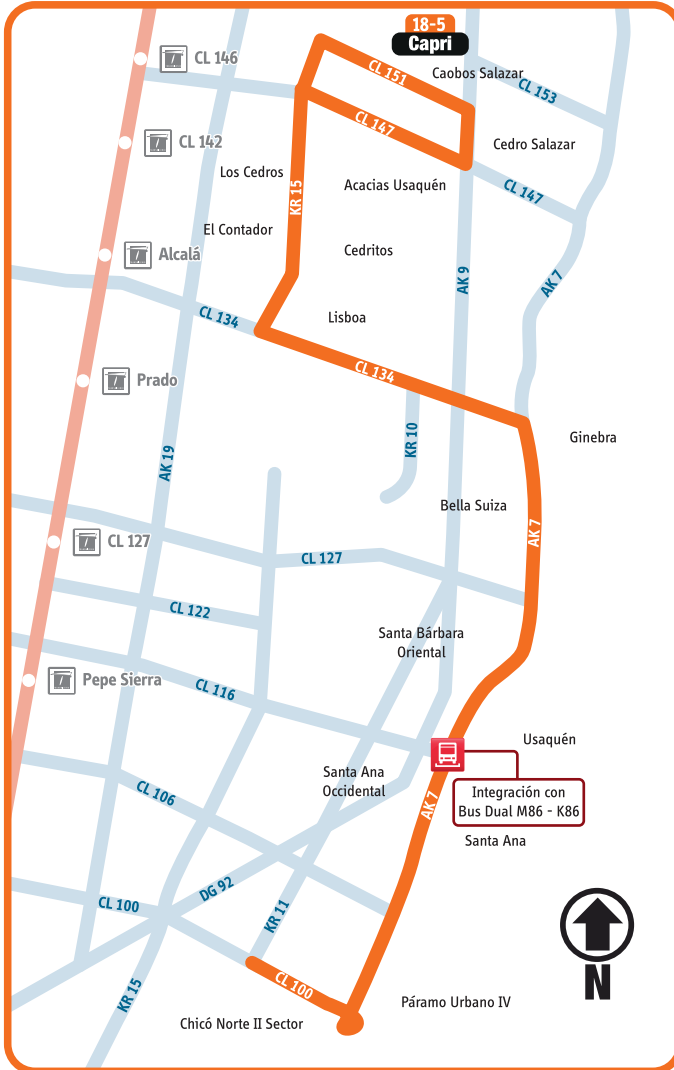 18-5
Capri
CL 146
CL 151
Caobos Salazar
CL 153
CL 142
CL 147
Cedro Salazar
Los Cedros
KR 15
Acacias Usaquén
CL 147
El Contador
Alcalá
Cedritos
AK 9
AK 7
CL 134
Lisboa
Prado
CL 134
KR 10
Ginebra
AK 19
Bella Suiza
CL 127
CL 127
AK 7
CL 122
Santa Bárbara
Oriental
Pepe Sierra
CL 116
Usaquén
CL 106
Santa Ana
Occidental
Integración con
Bus Dual M86 - K86
AK 7
Santa Ana
CL 100
DG 92
KR 11
KR 15
CL 100
N
Páramo Urbano IV
Chicó Norte II Sector